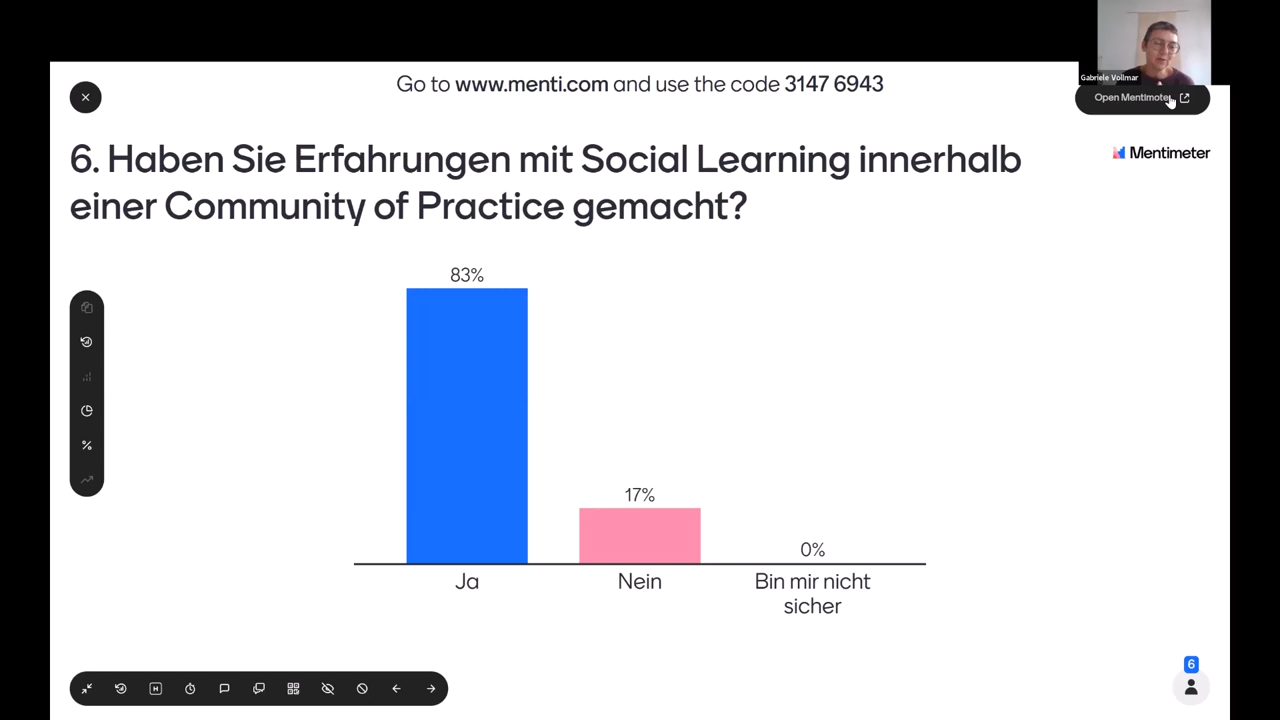 Go to www.menti.com and use the code 3147 6943
Gabriele Vollmar
Open Mentimeter
Mentimeter
6. Haben Sie Erfahrungen mit Social Learning innerhalb
einer Community of Practice gemacht?
83%
17%
0%
Ja
Nein
Bin mir nicht
sicher
%
H
6